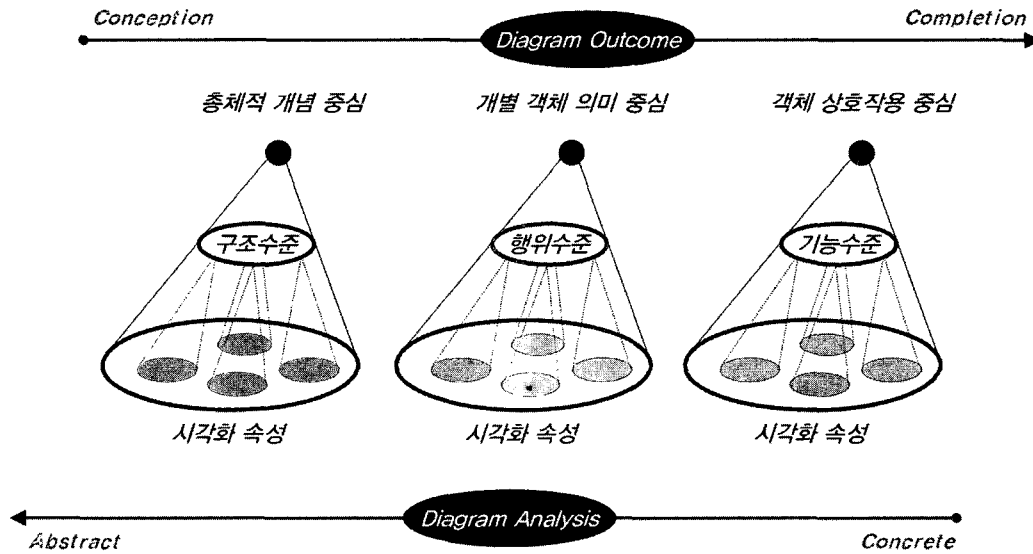 Conception
Completion
Diagram Outcome
총체적 개념 중심
개별 객체 의미 중심
객체 상호작용 중심
구조수준
행위수준
기능수준
시각화 속성
시각화 속성
시각화 속성
Diagram Analysis
Abstract
Concrete